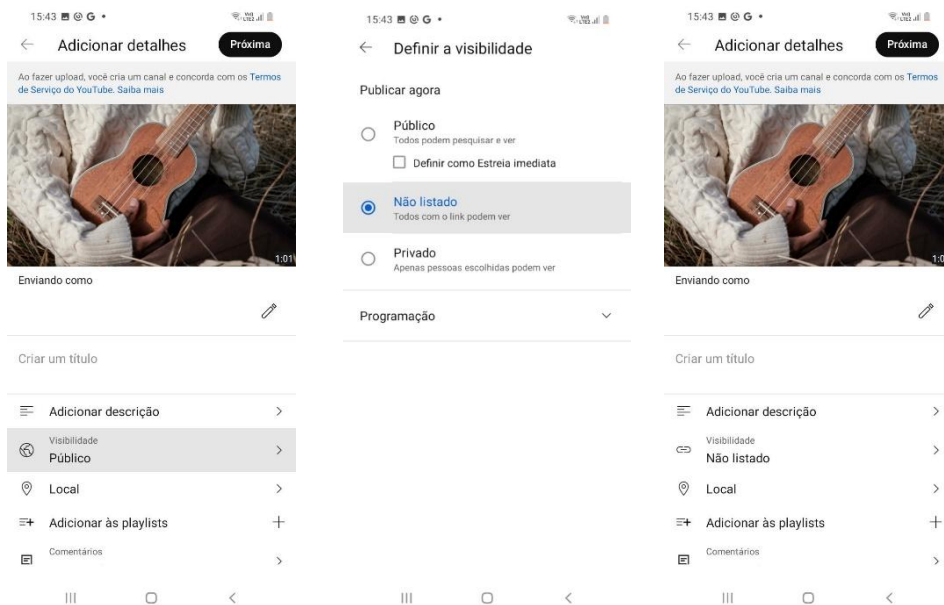 15:43
Adicionar detalhes
Próxima
Ao fazer upload, você cria um canal e concorda com os Termos
de Serviço do YouTube. Saiba mais
1:01
Enviando como
Criar um título
Adicionar descrição
Visibilidade
Público
Local
Adicionar às playlists
Comentários
15:43
Definir a visibilidade
Publicar agora
Público
Todos podem pesquisar e ver
Definir como Estreia imediata
Não listado
Todos com o link podem ver
Privado
Apenas pessoas escolhidas podem ver
Programação
15:43
Adicionar detalhes
Próxima
Ao fazer upload, você cria um canal e concorda com os Termos
de Serviço do YouTube. Saiba mais
1:0
Enviando como
Criar um título
Adicionar descrição
Visibilidade
Não listado
Local
Adicionar às playlists
Comentários